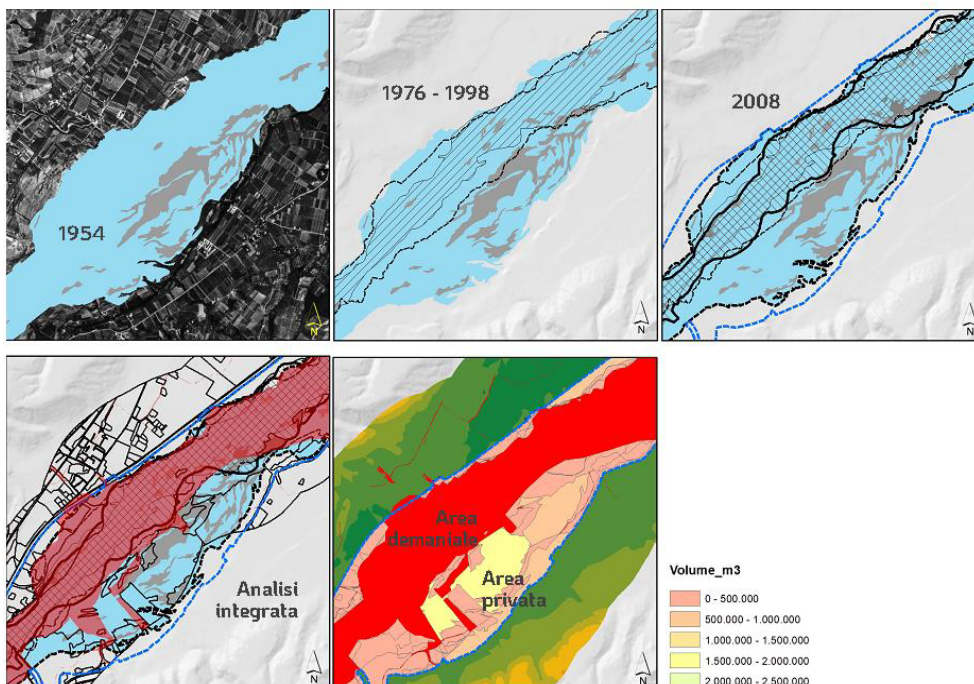 1954
N
1976 - 1998
N
2008
N
Analisi
integrata
N
Area
demaniale
Area
privata
N
Volume_m3
0 - 500.000
500.000 - 1.000.000
1.000.000 - 1.500.000
1.500.000 - 2.000.000
2.000.000 - 2.500.000